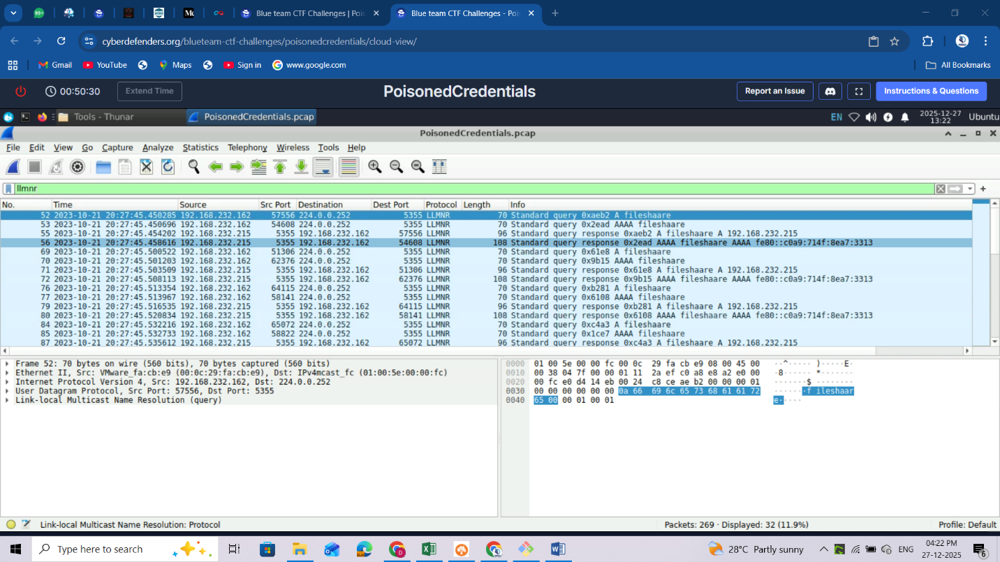 99+
Blue team CTF Challenges | Pois
Blue team CTF Challenges - Poi
cyberdefenders.org/blueteam-ctf-challenges/poisonedcredentials/cloud-view/
Gmail YouTube Maps Sign in www.google.com All Bookmarks
00:50:30 Extend Time PoisonedCredentials Report an Issue Instructions & Questions
Tools - Thunar PoisonedCredentials.pcap EN 2025-12-27 13:22 Ubuntu
PoisonedCredentials.pcap
File Edit View Go Capture Analyze Statistics Telephony Wireless Tools Help
llmnr
No. Time Source Src Port Destination Dest Port Protocol Length Info
52 2023-10-21 20:27:45.450285 192.168.232.162 57556 224.0.0.252 5355 LLMNR 70 Standard query 0xaeb2 A fileshaare
53 2023-10-21 20:27:45.450696 192.168.232.162 54608 224.0.0.252 5355 LLMNR 70 Standard query 0x2ead AAAA fileshaare
55 2023-10-21 20:27:45.454202 192.168.232.215 5355 192.168.232.162 57556 LLMNR 96 Standard query response 0xaeb2 A fileshaare A 192.168.232.215
56 2023-10-21 20:27:45.458616 192.168.232.215 5355 192.168.232.162 54608 LLMNR 108 Standard query response 0x2ead AAAA fileshaare AAAA fe80::c0a9:714f:8ea7:3313
69 2023-10-21 20:27:45.500522 192.168.232.162 51306 224.0.0.252 5355 LLMNR 70 Standard query 0x61e8 A fileshaare
70 2023-10-21 20:27:45.501203 192.168.232.162 62376 224.0.0.252 5355 LLMNR 70 Standard query 0x9b15 AAAA fileshaare
71 2023-10-21 20:27:45.503509 192.168.232.215 5355 192.168.232.162 51306 LLMNR 96 Standard query response 0x61e8 A fileshaare A 192.168.232.215
72 2023-10-21 20:27:45.508113 192.168.232.215 5355 192.168.232.162 62376 LLMNR 108 Standard query response 0x9b15 AAAA fileshaare AAAA fe80::c0a9:714f:8ea7:3313
76 2023-10-21 20:27:45.513354 192.168.232.162 64115 224.0.0.252 5355 LLMNR 70 Standard query 0xb281 A fileshaare
77 2023-10-21 20:27:45.513967 192.168.232.162 58141 224.0.0.252 5355 LLMNR 70 Standard query 0x6108 AAAA fileshaare
79 2023-10-21 20:27:45.516535 192.168.232.215 5355 192.168.232.162 64115 LLMNR 96 Standard query response 0xb281 A fileshaare A 192.168.232.215
80 2023-10-21 20:27:45.520834 192.168.232.215 5355 192.168.232.162 58141 LLMNR 108 Standard query response 0x6108 AAAA fileshaare AAAA fe80::c0a9:714f:8ea7:3313
84 2023-10-21 20:27:45.532216 192.168.232.162 65072 224.0.0.252 5355 LLMNR 70 Standard query 0xc4a3 A fileshaare
85 2023-10-21 20:27:45.532733 192.168.232.162 58822 224.0.0.252 5355 LLMNR 70 Standard query 0x1ce7 AAAA fileshaare
87 2023-10-21 20:27:45.535612 192.168.232.215 5355 192.168.232.162 65072 LLMNR 96 Standard query response 0xc4a3 A fileshaare A 192.168.232.215
Frame 52: 70 bytes on wire (560 bits), 70 bytes captured (560 bits)
Ethernet II, Src: VMware_fa:cb:e9 (00:0c:29:fa:cb:e9), Dst: IPv4mcast_fc (01:00:5e:00:00:fc)
Internet Protocol Version 4, Src: 192.168.232.162, Dst: 224.0.0.252
User Datagram Protocol, Src Port: 57556, Dst Port: 5355
Link-local Multicast Name Resolution (query)
0000 01 00 5e 00 00 fc 00 0c 29 fa cb e9 08 00 45 00 ··^····· )·····E·
0010 00 38 04 7f 00 00 01 11 2a ef c0 a8 e8 a2 e0 00 ·8······ *·······
0020 00 fc e0 d4 14 eb 00 24 c8 ce ae b2 00 00 00 01 ·······$ ········
0030 00 00 00 00 00 00 0a 66 69 6c 65 73 68 61 61 72 ·······f ileshaar
0040 65 00 00 01 00 01 e·····
Link-local Multicast Name Resolution: Protocol Packets: 269 · Displayed: 32 (11.9%) Profile: Default
Type here to search 28°C Partly sunny ENG 04:22 PM 27-12-2025 6